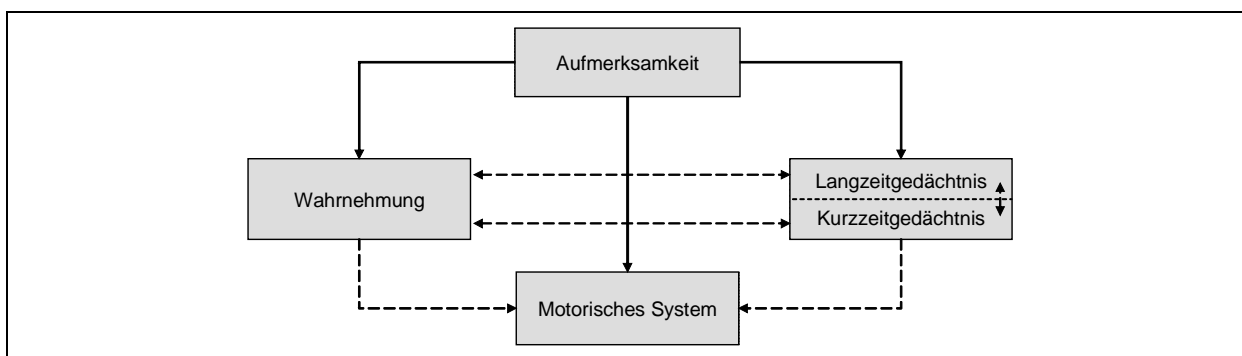 Aufmerksamkeit
Wahrnehmung
Langzeitgedächtnis
Kurzzeitgedächtnis
Motorisches System